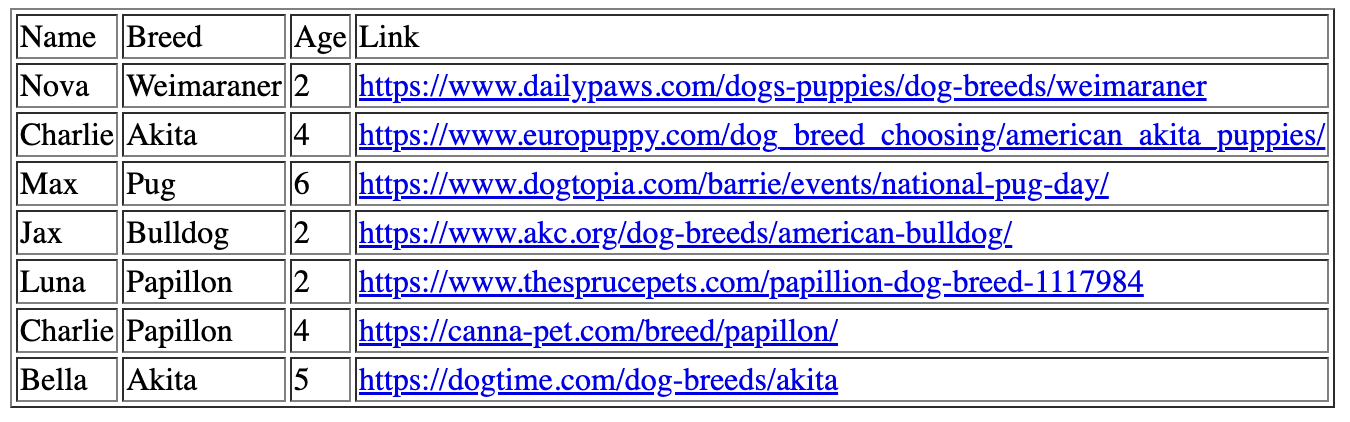 Name Breed Age Link
Nova Weimaraner 2 https://www.dailypaws.com/dogs-puppies/dog-breeds/weimaraner
Charlie Akita 4 https://www.europuppy.com/dog_breed_choosing/american_akita_puppies/
Max Pug 6 https://www.dogtopia.com/barrie/events/national-pug-day/
Jax Bulldog 2 https://www.akc.org/dog-breeds/american-bulldog/
Luna Papillon 2 https://www.thesprucepets.com/papillion-dog-breed-1117984
Charlie Papillon 4 https://canna-pet.com/breed/papillon/
Bella Akita 5 https://dogtime.com/dog-breeds/akita